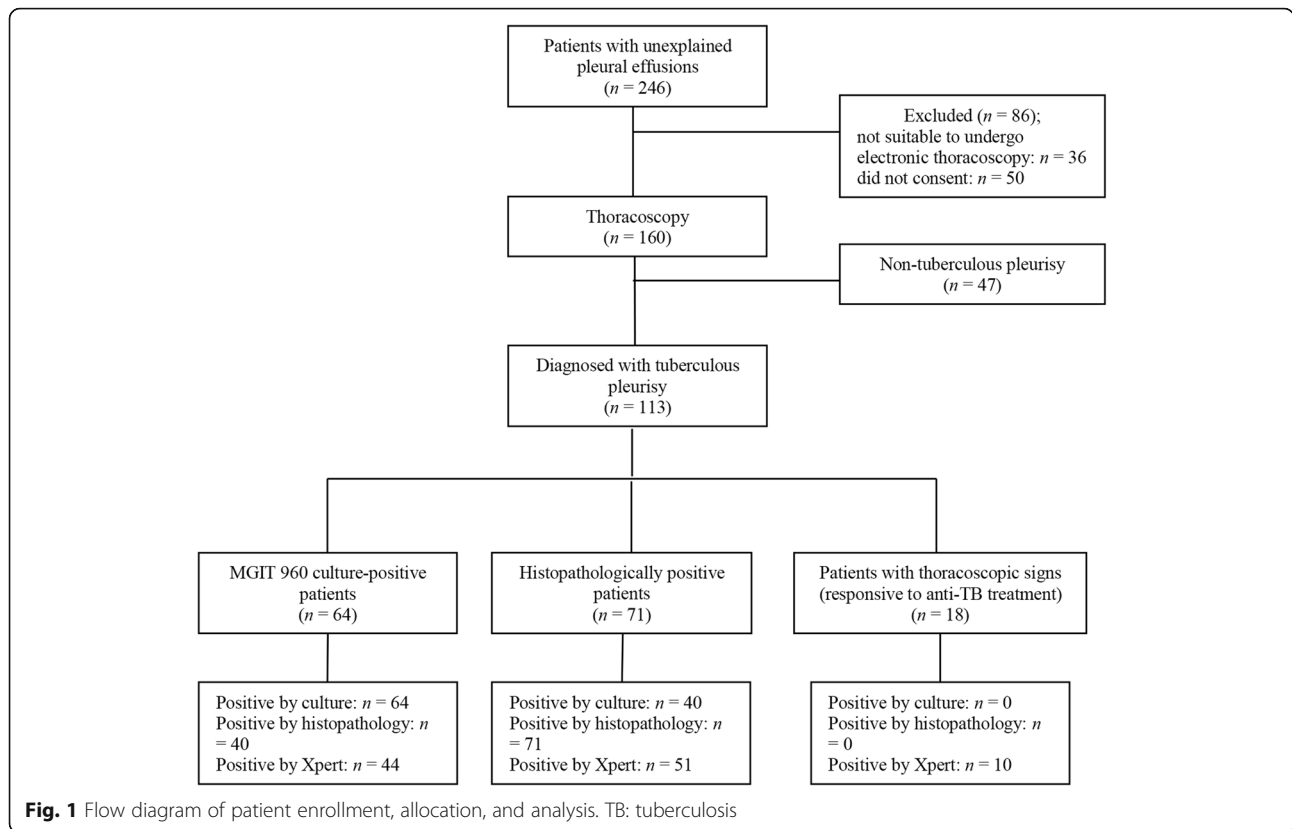 Patients with unexplained
pleural effusions
(n = 246)
Excluded (n = 86);
not suitable to undergo
electronic thoracoscopy: n = 36
did not consent: n = 50
Thoracoscopy
(n = 160)
Non-tuberculous pleurisy
(n = 47)
Diagnosed with tuberculous
pleurisy
(n = 113)
MGIT 960 culture-positive
patients
(n = 64)
Histopathologically positive
patients
(n = 71)
Patients with thoracoscopic signs
(responsive to anti-TB treatment)
(n = 18)
Positive by culture: n = 64
Positive by histopathology: n
= 40
Positive by Xpert: n = 44
Positive by culture: n = 40
Positive by histopathology: n
= 71
Positive by Xpert: n = 51
Positive by culture: n = 0
Positive by histopathology: n
= 0
Positive by Xpert: n = 10
Fig. 1 Flow diagram of patient enrollment, allocation, and analysis. TB: tuberculosis